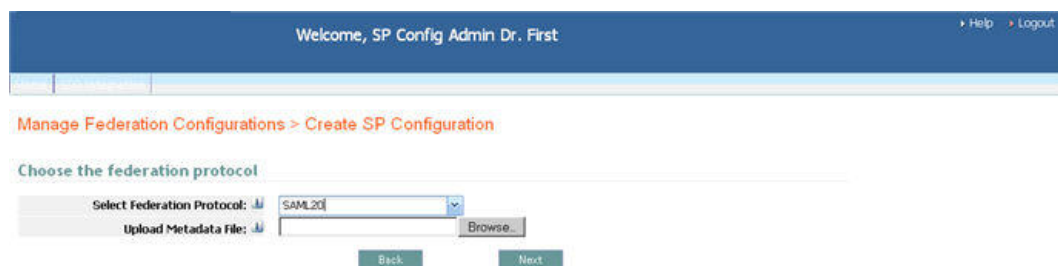 Welcome, SP Config Admin Dr. First
Help Logout
Manage Federation Configurations > Create SP Configuration
Choose the federation protocol
Select Federation Protocol: SAML20
Upload Metadata File: Browse..
Back Next